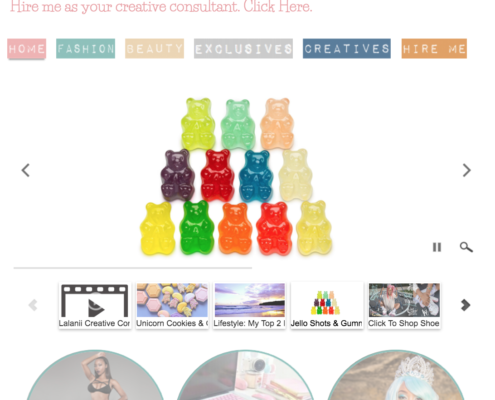 Hire me as your creative consultant. Click Here.
HOME FASHION BEAUTY EXCLUSIVES CREATIVES HIRE ME
Lalanii Creative Cor Unicorn Cookies & C Lifestyle: My Top 2 Jello Shots & Gumm Click To Shop Shoe